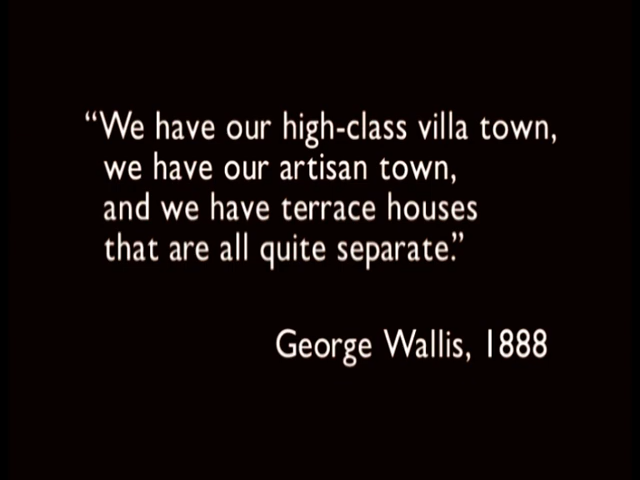 “We have our high-class villa town,
we have our artisan town,
and we have terrace houses
that are all quite separate.”
George Wallis, 1888